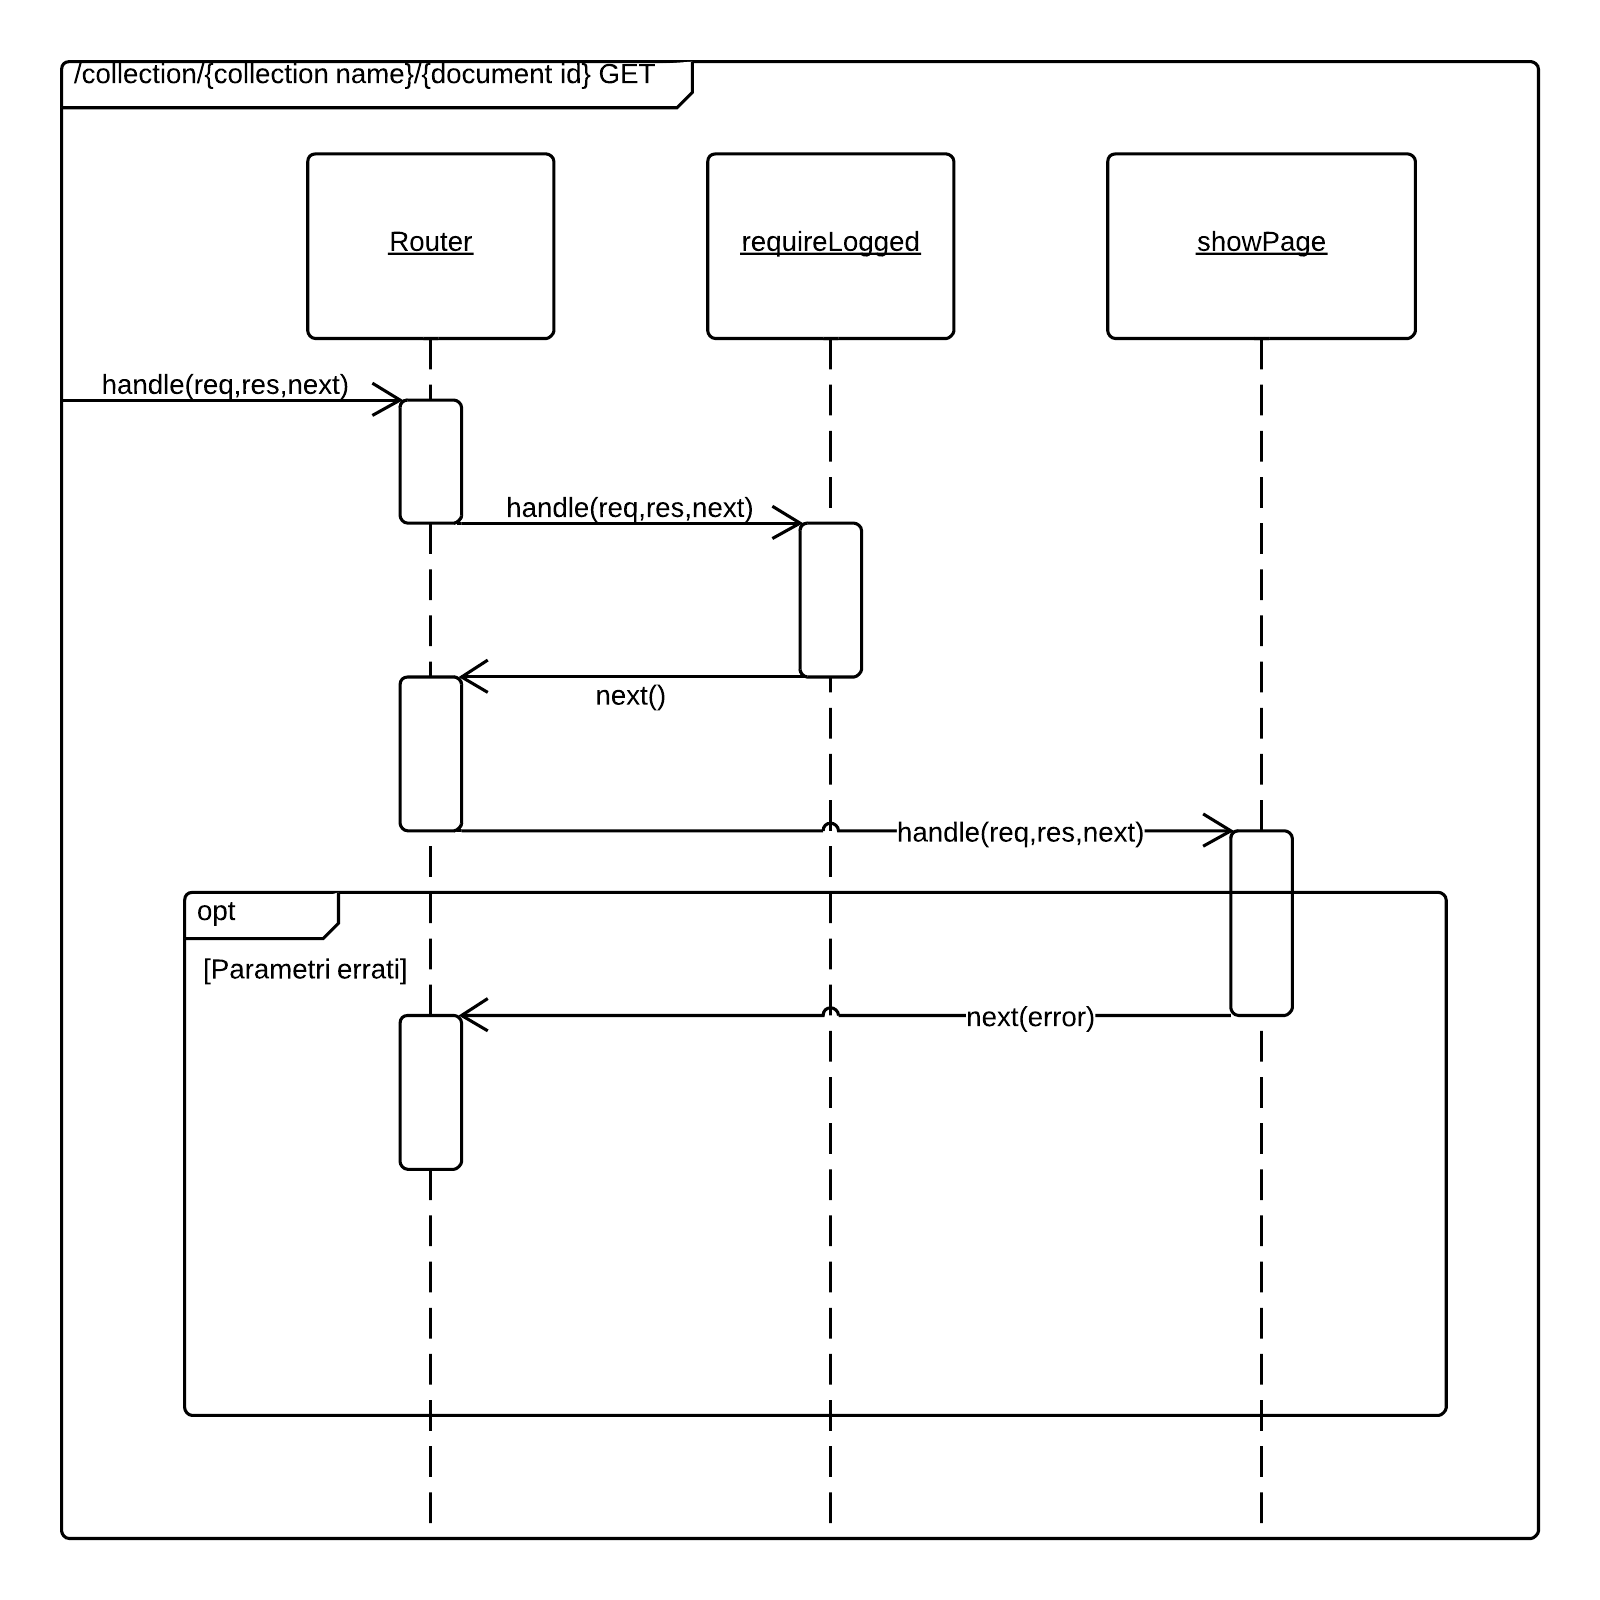 /collection/{collection name}/{document id} GET
Router
requireLogged
showPage
handle(req,res,next)
handle(req,res,next)
next()
handle(req,res,next)
opt
[Parametri errati]
next(error)